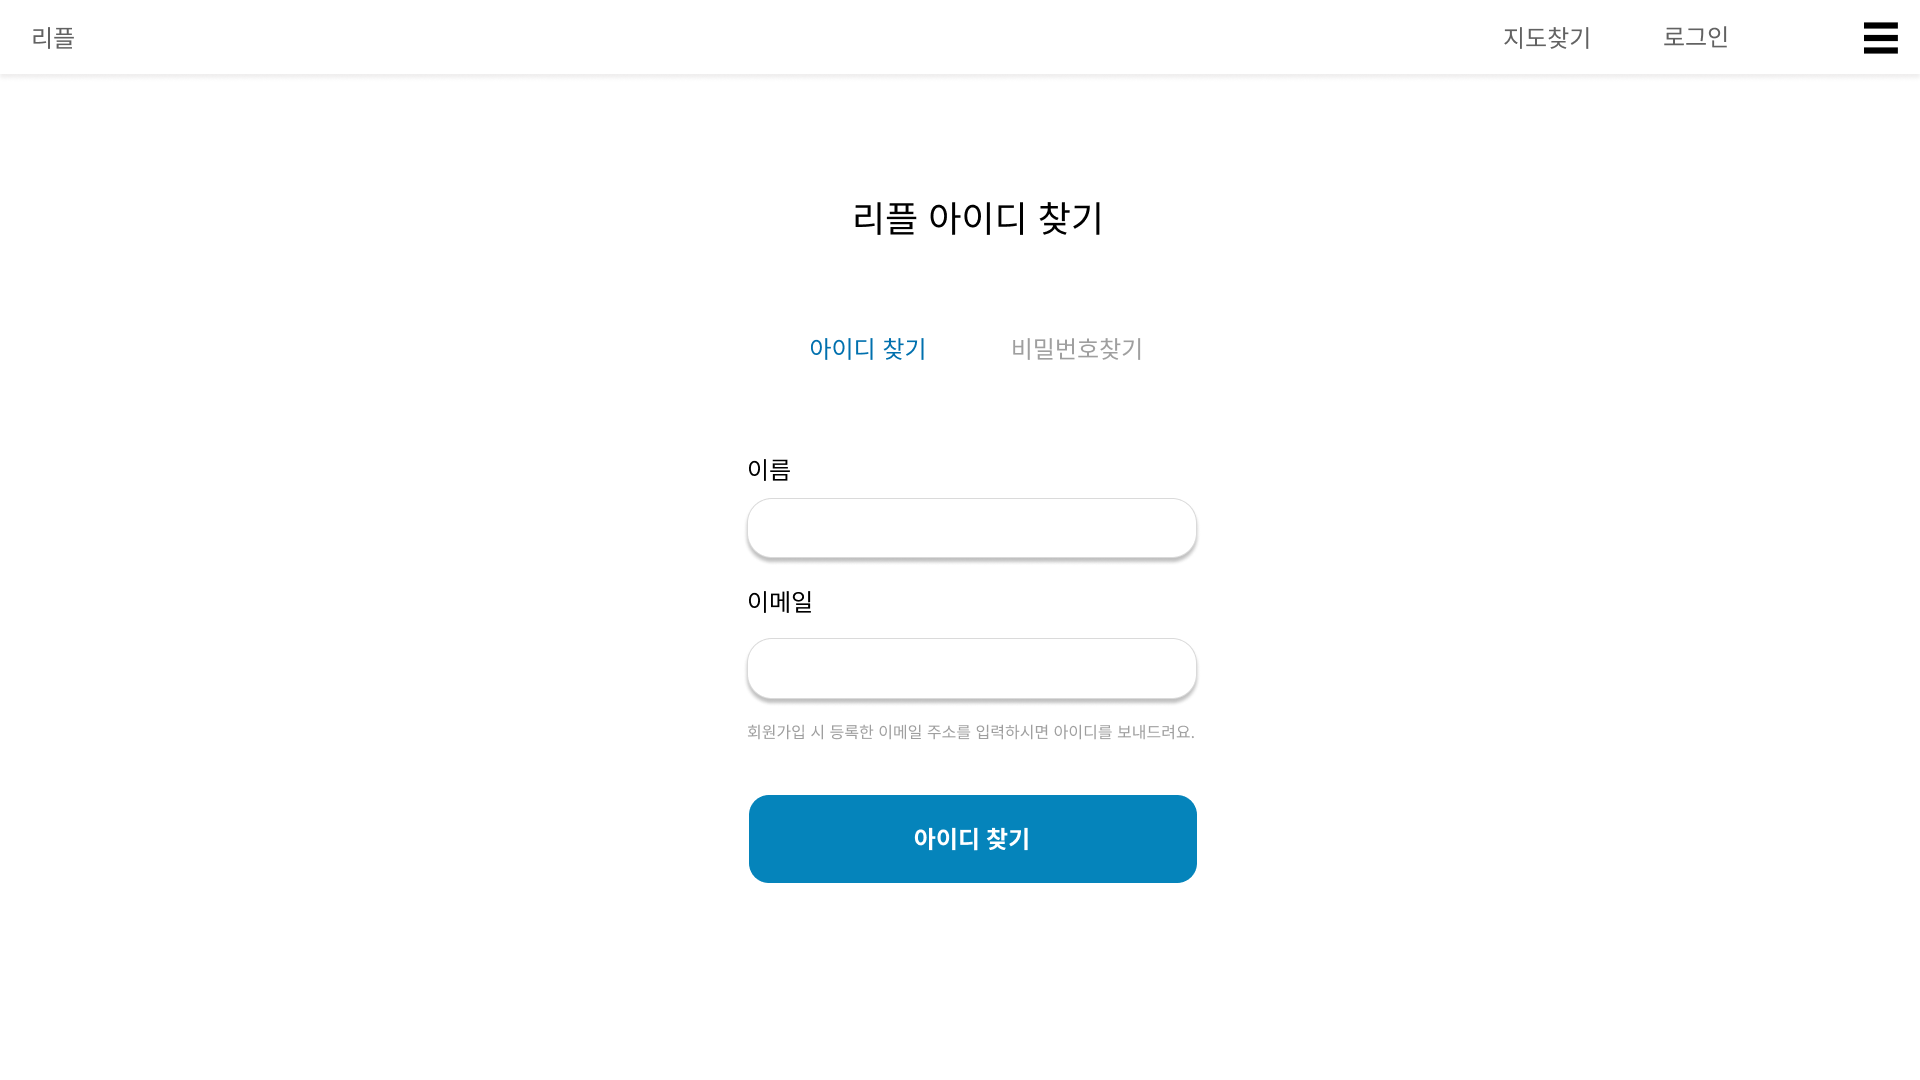 리플
지도찾기
로그인
리플 아이디 찾기
아이디 찾기
비밀번호찾기
이름
이메일
회원가입 시 등록한 이메일 주소를 입력하시면 아이디를 보내드려요.
아이디 찾기